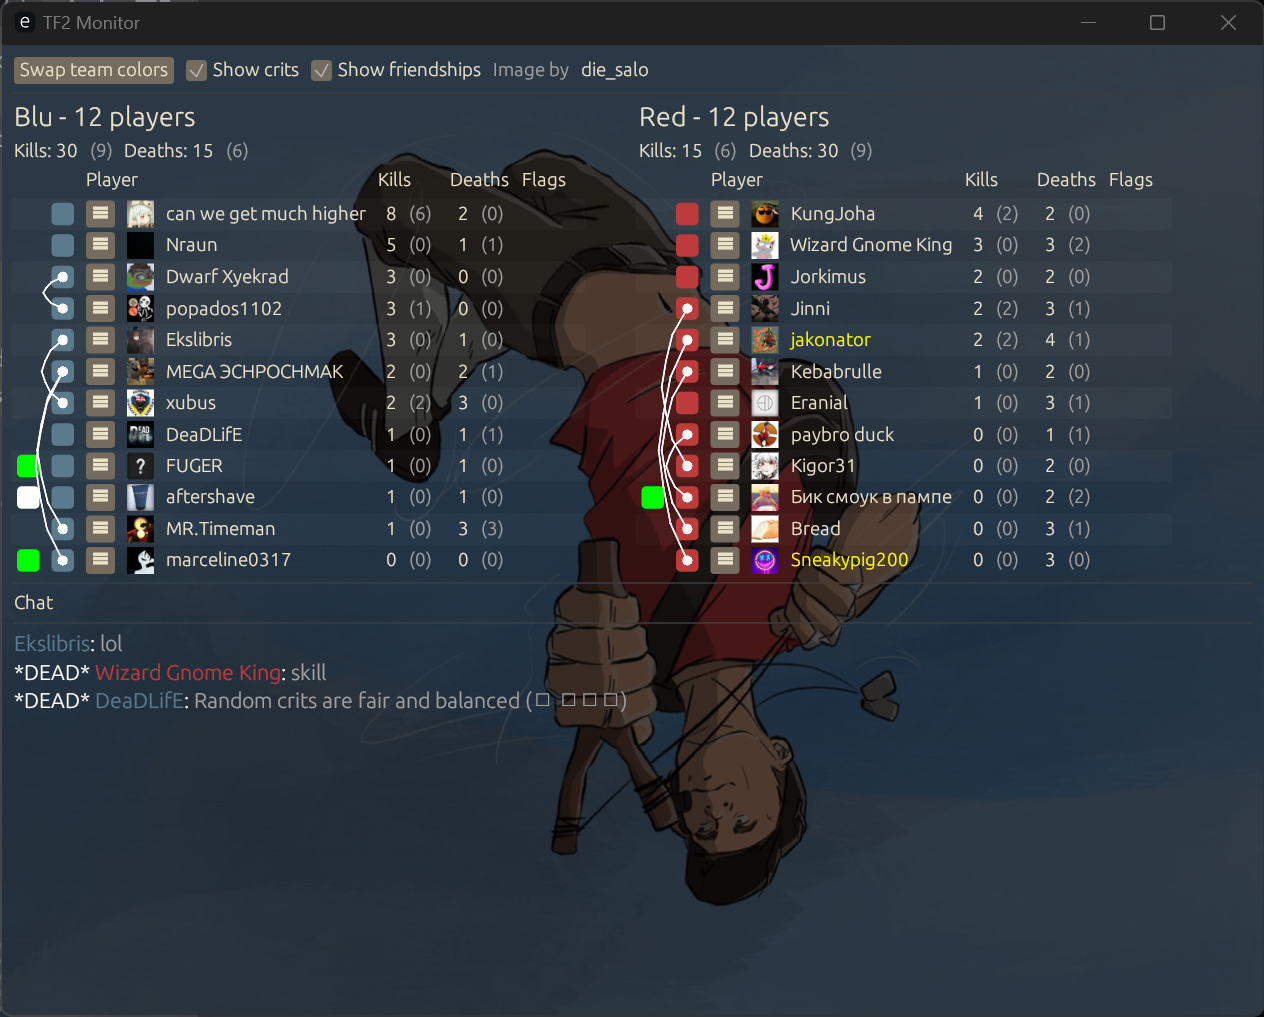 e TF2 Monitor
Swap team colors Show crits Show friendships Image by die_salo
Blu - 12 players
Kills: 30 (9) Deaths: 15 (6)
Player Kills Deaths Flags
can we get much higher 8 (6) 2 (0)
Nraun 5 (0) 1 (1)
Dwarf Xyekrad 3 (0) 0 (0)
popados1102 3 (1) 0 (0)
Ekslibris 3 (0) 1 (0)
MEGA ЭCHPOCHMAK 2 (0) 2 (1)
xubus 2 (2) 3 (0)
DeaDLifE 1 (0) 1 (1)
FUGER 1 (0) 1 (0)
aftershave 1 (0) 1 (0)
MR.Timeman 1 (0) 3 (3)
marceline0317 0 (0) 0 (0)
Red - 12 players
Kills: 15 (6) Deaths: 30 (9)
Player Kills Deaths Flags
KungJoha 4 (2) 2 (0)
Wizard Gnome King 3 (0) 3 (2)
Jorkimus 2 (0) 2 (0)
Jinni 2 (2) 3 (1)
jakonator 2 (2) 4 (1)
Kebabrulle 1 (0) 2 (0)
Eranial 1 (0) 3 (1)
paybro duck 0 (0) 1 (1)
Kigor31 0 (0) 2 (0)
Бик смоук в пампе 0 (0) 2 (2)
Bread 0 (0) 3 (1)
Sneakypig200 0 (0) 3 (0)
Chat
Ekslibris: lol
*DEAD* Wizard Gnome King: skill
*DEAD* DeaDLifE: Random crits are fair and balanced (□ □ □ □)